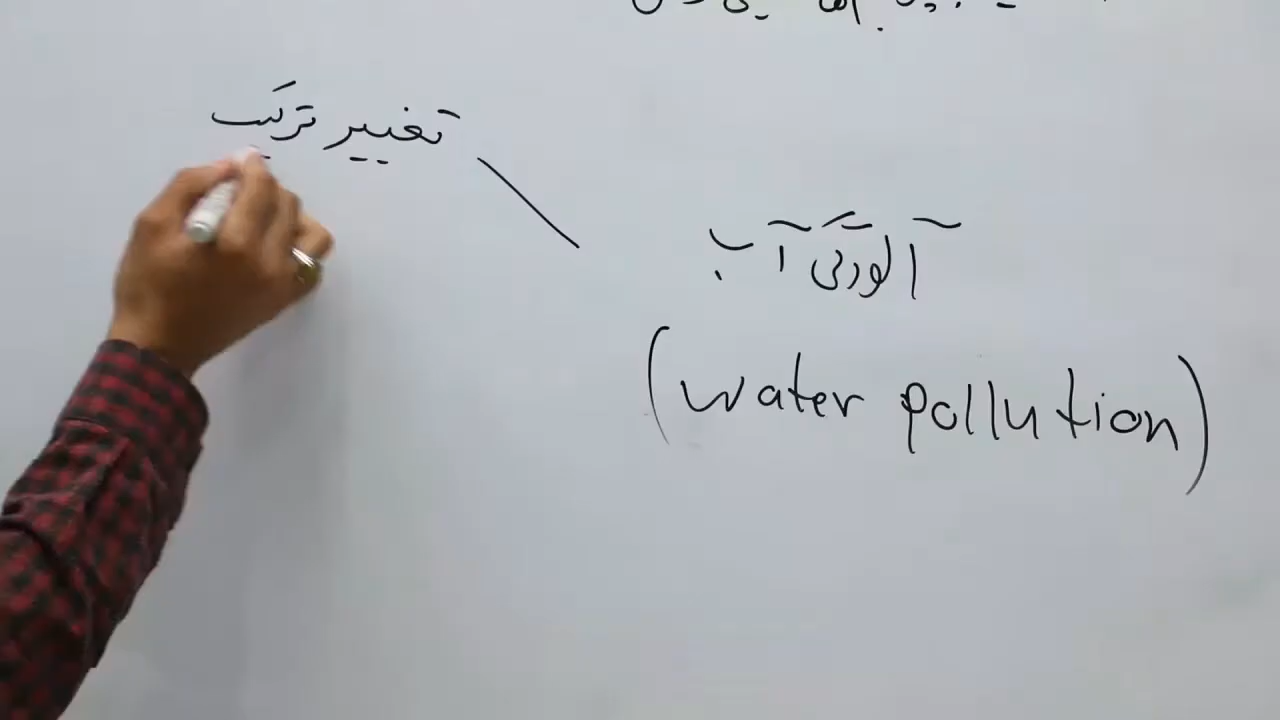 تغییر ترکیب
آلودگی آب
(water pollution)